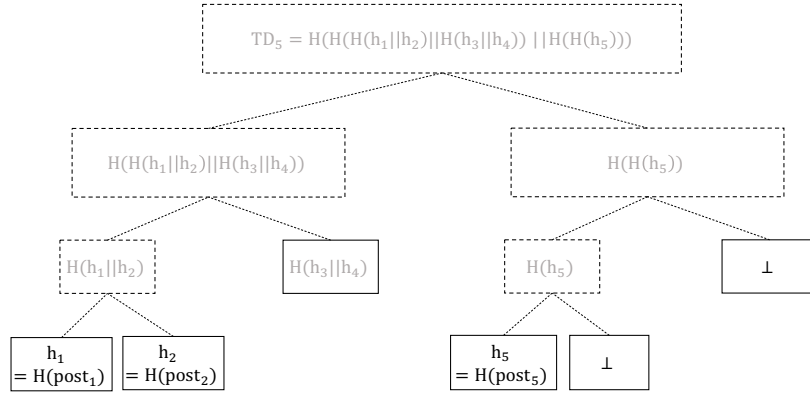 TD₅ = H(H(H(h₁||h₂)||H(h₃||h₄)) ||H(H(h₅)))
H(H(h₁||h₂)||H(h₃||h₄))
H(H(h₅))
H(h₁||h₂)
H(h₃||h₄)
H(h₅)
⊥
h₁
= H(post₁)
h₂
= H(post₂)
h₅
= H(post₅)
⊥